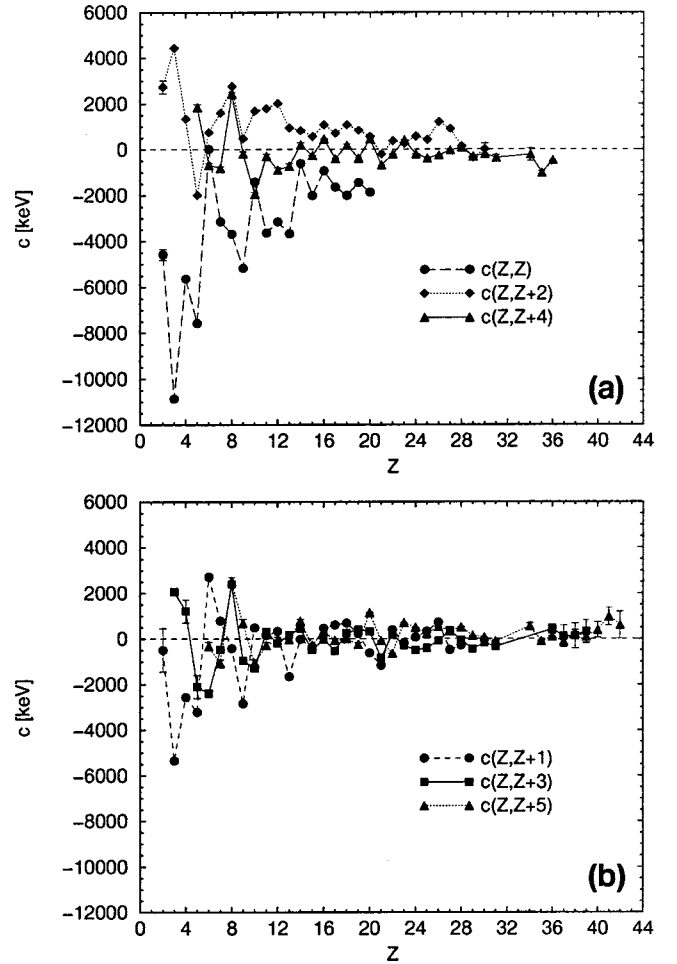 6000
4000
2000
0
−2000
−4000
−6000
−8000
−10000
−12000
c [keV]
c(Z,Z)
c(Z,Z+2)
c(Z,Z+4)
(a)
0 4 8 12 16 20 24 28 32 36 40 44
Z
6000
4000
2000
0
−2000
−4000
−6000
−8000
−10000
−12000
c [keV]
c(Z,Z+1)
c(Z,Z+3)
c(Z,Z+5)
(b)
0 4 8 12 16 20 24 28 32 36 40 44
Z